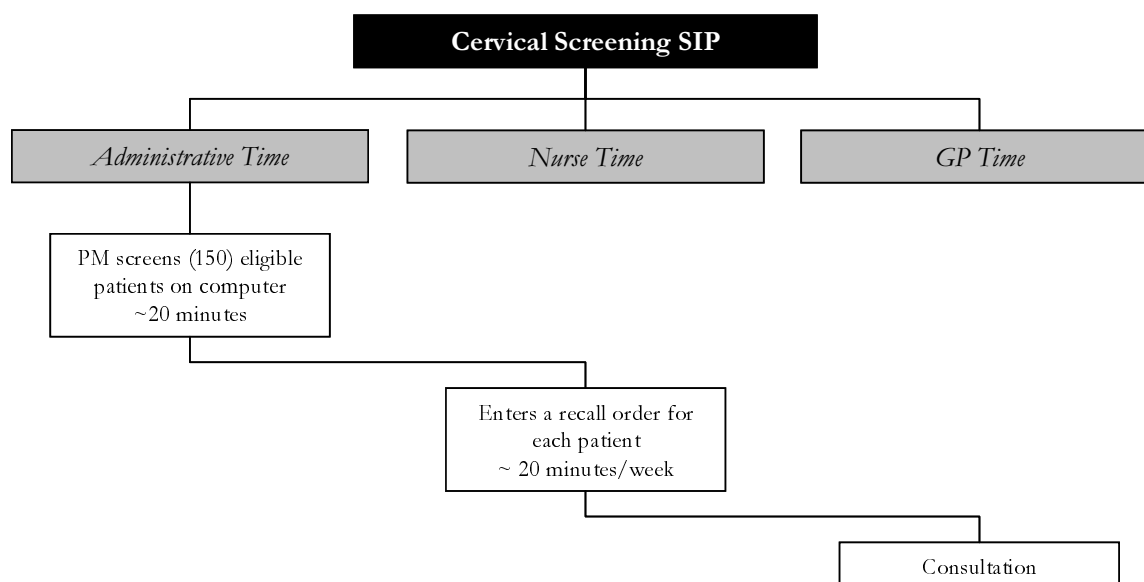 Cervical Screening SIP
Administrative Time
Nurse Time
GP Time
PM screens (150) eligible
patients on computer
~20 minutes
Enters a recall order for
each patient
~ 20 minutes/week
Consultation